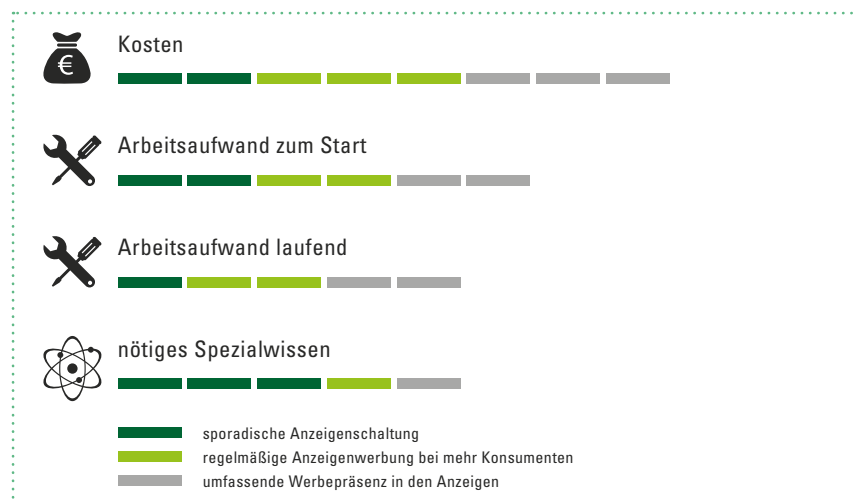 €
Kosten
Arbeitsaufwand zum Start
Arbeitsaufwand laufend
nötiges Spezialwissen
sporadische Anzeigenschaltung
regelmäßige Anzeigenwerbung bei mehr Konsumenten
umfassende Werbepräsenz in den Anzeigen